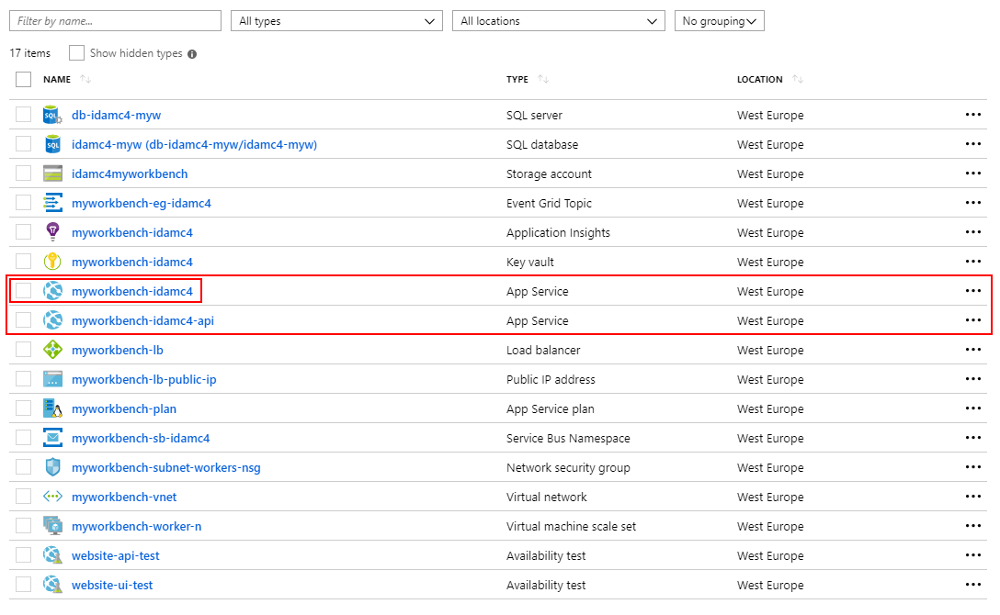 Filter by name... All types All locations No grouping
17 items Show hidden types
NAME TYPE LOCATION
db-idamc4-myw SQL server West Europe
idamc4-myw (db-idamc4-myw/idamc4-myw) SQL database West Europe
idamc4myworkbench Storage account West Europe
myworkbench-eg-idamc4 Event Grid Topic West Europe
myworkbench-idamc4 Application Insights West Europe
myworkbench-idamc4 Key vault West Europe
myworkbench-idamc4 App Service West Europe
myworkbench-idamc4-api App Service West Europe
myworkbench-lb Load balancer West Europe
myworkbench-lb-public-ip Public IP address West Europe
myworkbench-plan App Service plan West Europe
myworkbench-sb-idamc4 Service Bus Namespace West Europe
myworkbench-subnet-workers-nsg Network security group West Europe
myworkbench-vnet Virtual network West Europe
myworkbench-worker-n Virtual machine scale set West Europe
website-api-test Availability test West Europe
website-ui-test Availability test West Europe